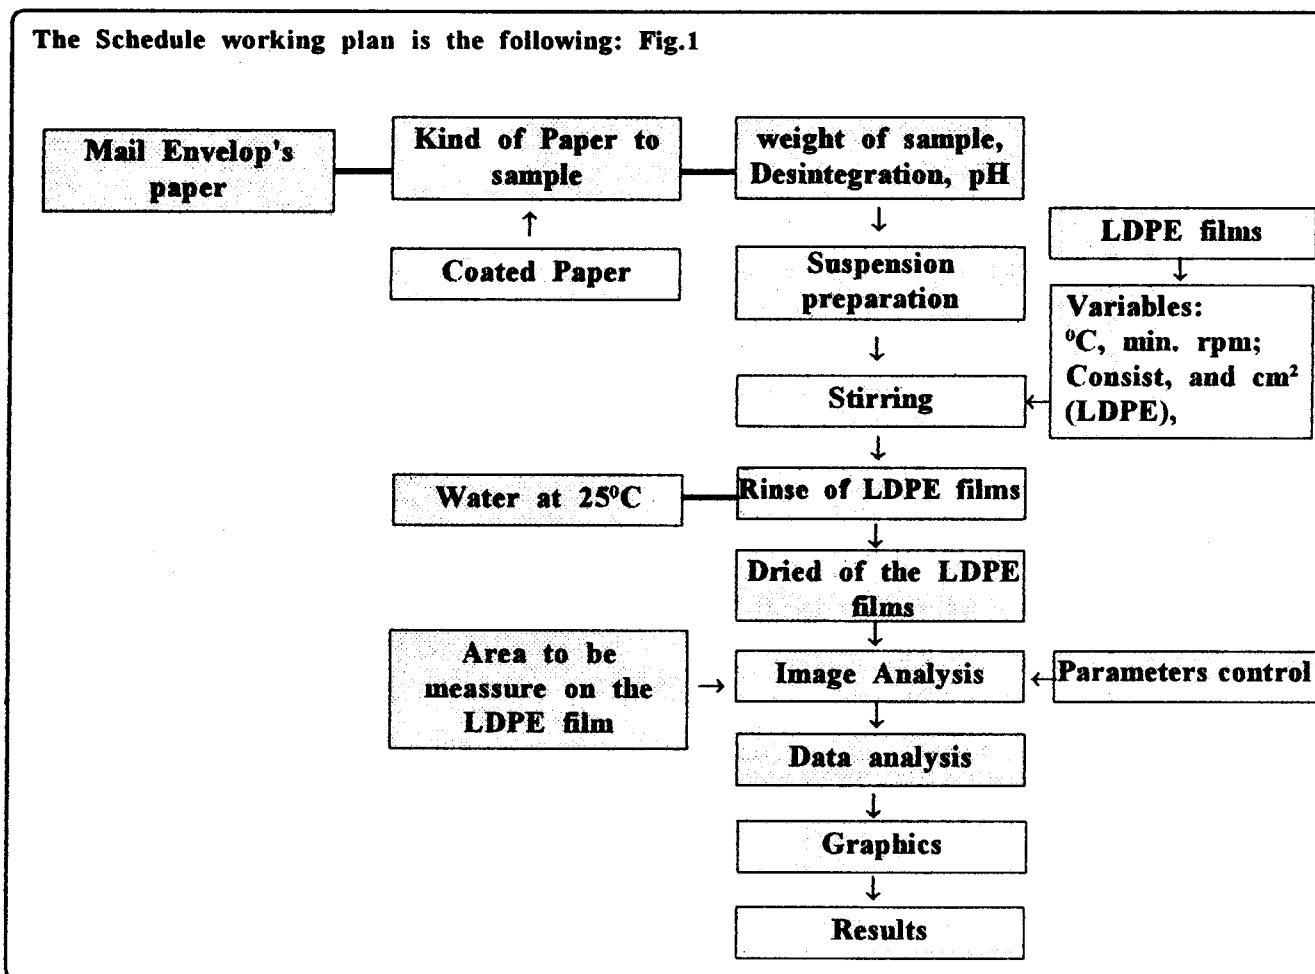 The Schedule working plan is the following: Fig.1
Mail Envelop's
paper
Kind of Paper to
sample
weight of sample,
Desintegration, pH
Coated Paper
Suspension
preparation
LDPE films
Variables:
⁰C, min. rpm;
Consist, and cm²
(LDPE),
Stirring
Water at 25⁰C
Rinse of LDPE films
Dried of the LDPE
films
Area to be
meassure on the
LDPE film
Image Analysis
Parameters control
Data analysis
Graphics
Results